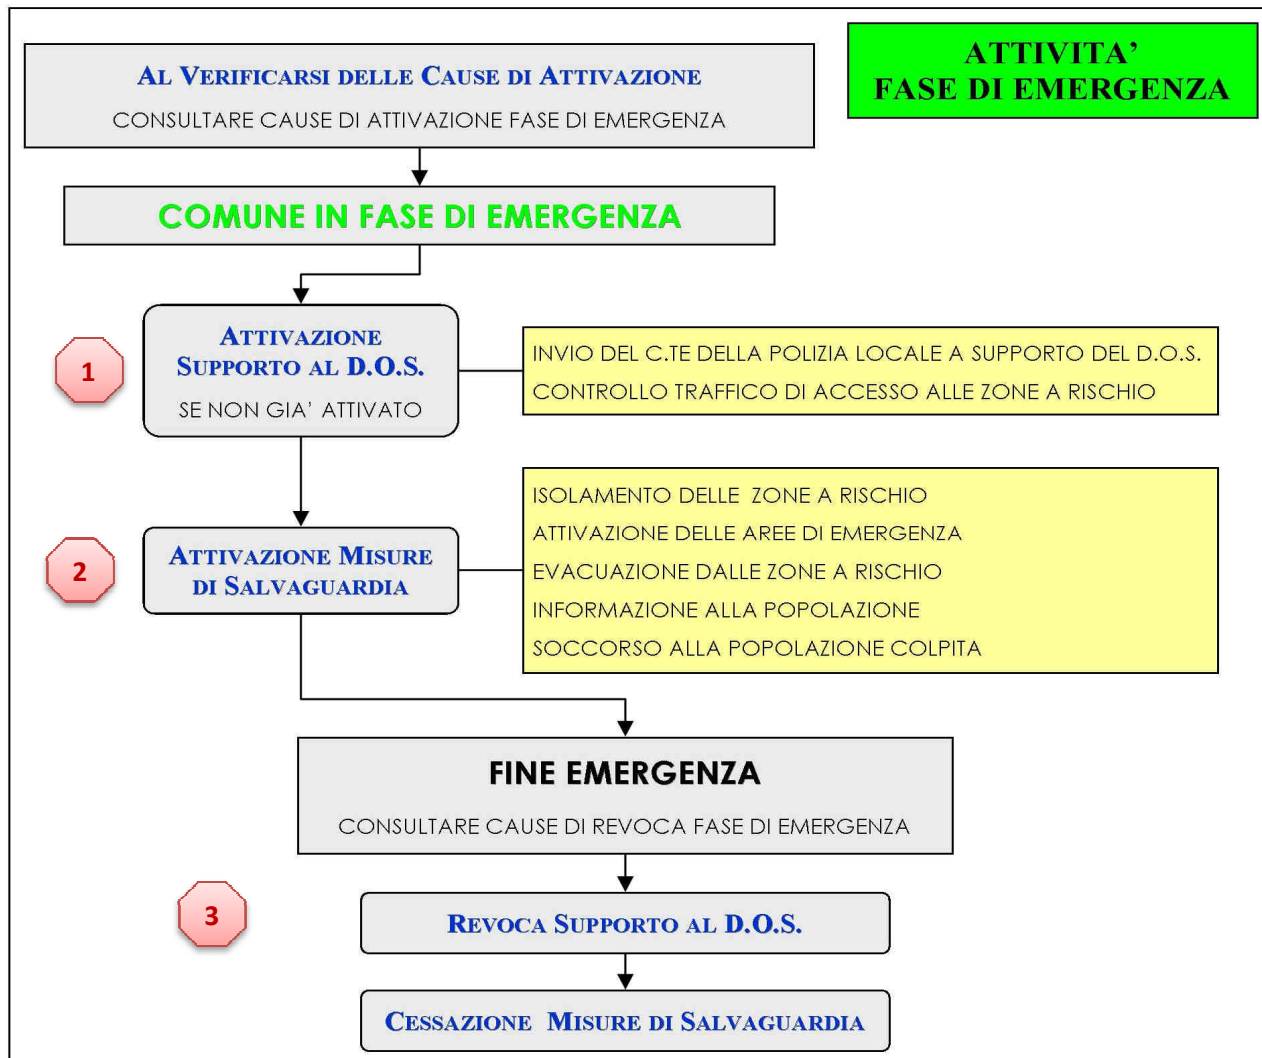 ATTIVITA’
FASE DI EMERGENZA
AL VERIFICARSI DELLE CAUSE DI ATTIVAZIONE
CONSULTARE CAUSE DI ATTIVAZIONE FASE DI EMERGENZA
COMUNE IN FASE DI EMERGENZA
1
ATTIVAZIONE
SUPPORTO AL D.O.S.
SE NON GIA’ ATTIVATO
INVIO DEL C.TE DELLA POLIZIA LOCALE A SUPPORTO DEL D.O.S.
CONTROLLO TRAFFICO DI ACCESSO ALLE ZONE A RISCHIO
2
ATTIVAZIONE MISURE
DI SALVAGUARDIA
ISOLAMENTO DELLE ZONE A RISCHIO
ATTIVAZIONE DELLE AREE DI EMERGENZA
EVACUAZIONE DALLE ZONE A RISCHIO
INFORMAZIONE ALLA POPOLAZIONE
SOCCORSO ALLA POPOLAZIONE COLPITA
FINE EMERGENZA
CONSULTARE CAUSE DI REVOCA FASE DI EMERGENZA
3
REVOCA SUPPORTO AL D.O.S.
CESSAZIONE MISURE DI SALVAGUARDIA